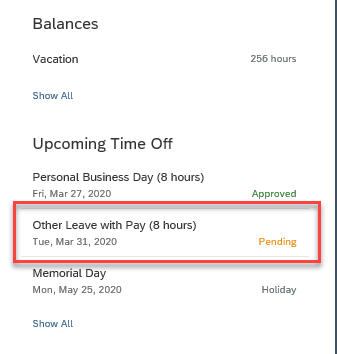 Balances
Vacation 256 hours
Show All
Upcoming Time Off
Personal Business Day (8 hours)
Fri, Mar 27, 2020 Approved
Other Leave with Pay (8 hours)
Tue, Mar 31, 2020 Pending
Memorial Day
Mon, May 25, 2020 Holiday
Show All